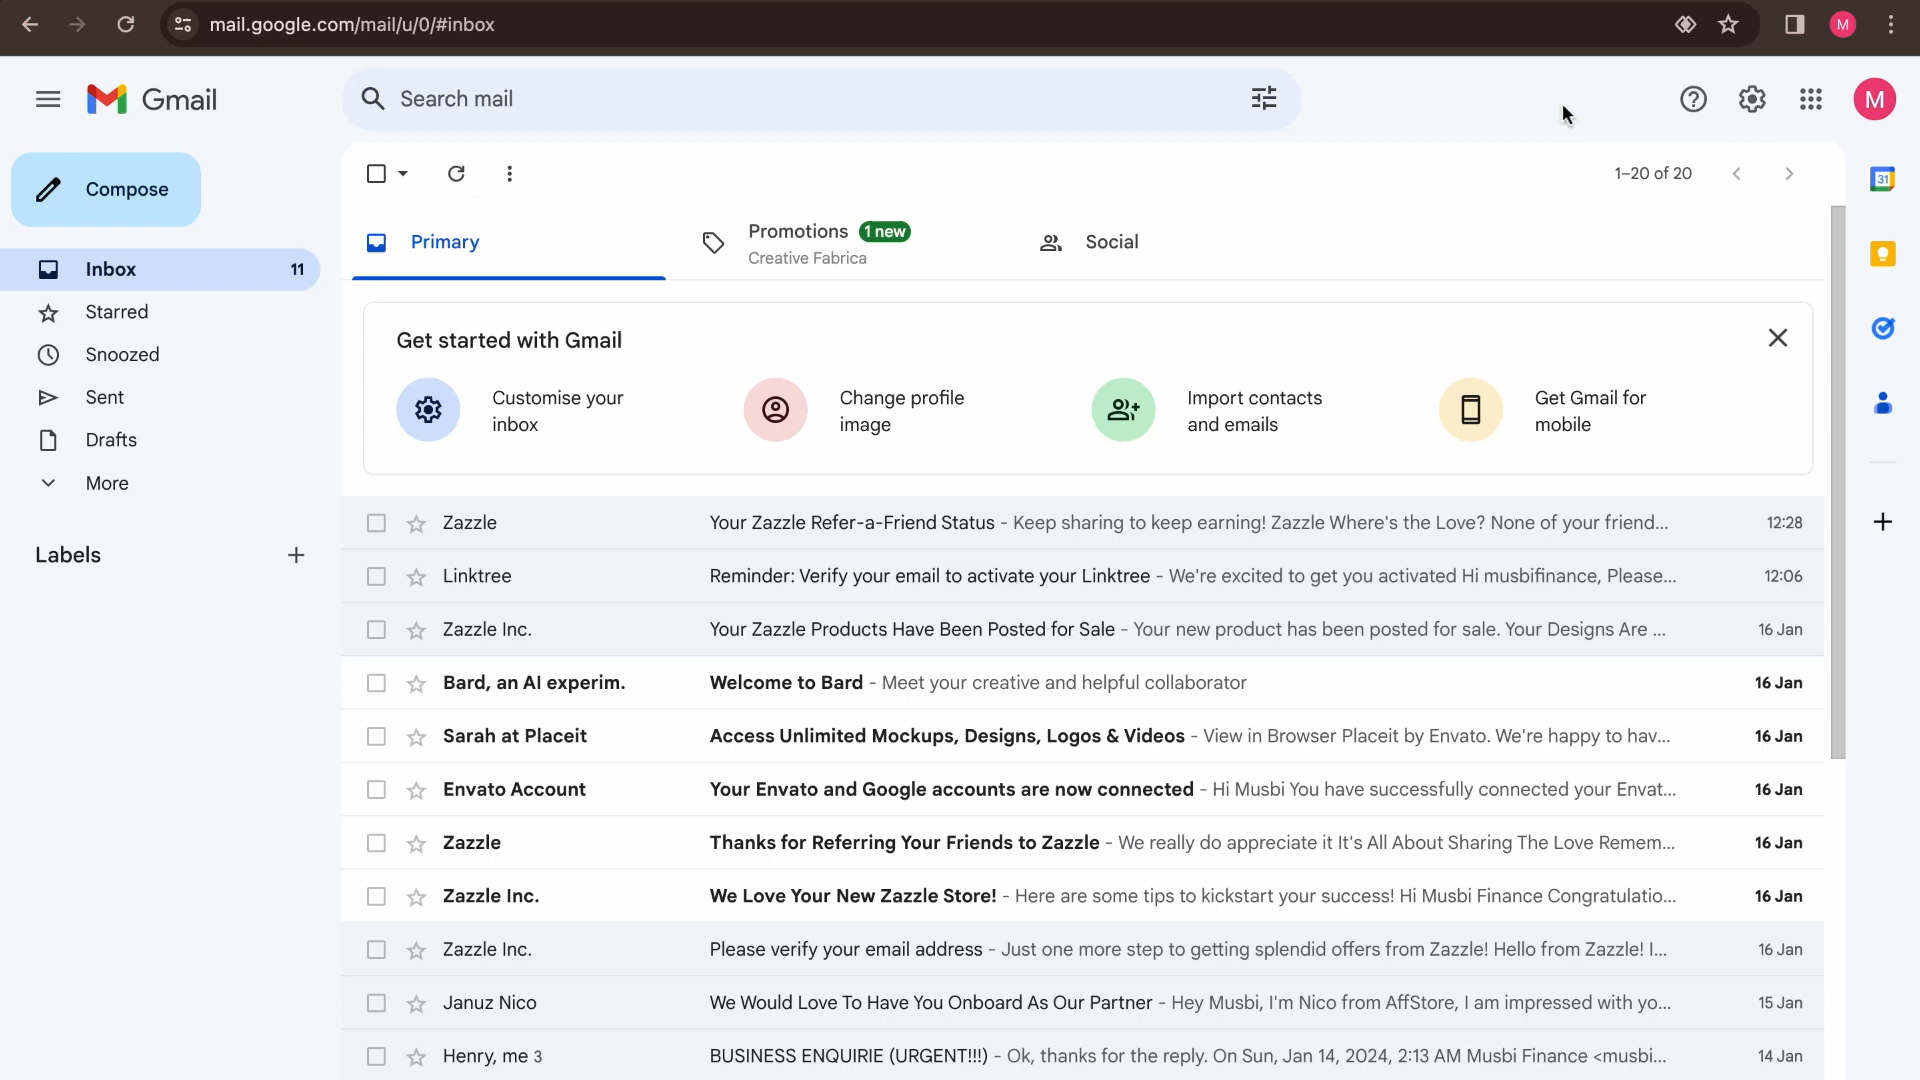 mail.google.com/mail/u/0/#inbox
M
Gmail
Search mail
M
Compose
1–20 of 20
31
Primary
Promotions 1 new
Creative Fabrica
Social
Inbox 11
Starred
Snoozed
Sent
Drafts
More
Labels
Get started with Gmail
Customise your
inbox
Change profile
image
Import contacts
and emails
Get Gmail for
mobile
Zazzle Your Zazzle Refer-a-Friend Status - Keep sharing to keep earning! Zazzle Where's the Love? None of your friend... 12:28
Linktree Reminder: Verify your email to activate your Linktree - We're excited to get you activated Hi musbifinance, Please... 12:06
Zazzle Inc. Your Zazzle Products Have Been Posted for Sale - Your new product has been posted for sale. Your Designs Are ... 16 Jan
Bard, an AI experim. Welcome to Bard - Meet your creative and helpful collaborator 16 Jan
Sarah at Placeit Access Unlimited Mockups, Designs, Logos & Videos - View in Browser Placeit by Envato. We're happy to hav... 16 Jan
Envato Account Your Envato and Google accounts are now connected - Hi Musbi You have successfully connected your Envat... 16 Jan
Zazzle Thanks for Referring Your Friends to Zazzle - We really do appreciate it It's All About Sharing The Love Remem... 16 Jan
Zazzle Inc. We Love Your New Zazzle Store! - Here are some tips to kickstart your success! Hi Musbi Finance Congratulatio... 16 Jan
Zazzle Inc. Please verify your email address - Just one more step to getting splendid offers from Zazzle! Hello from Zazzle! I... 16 Jan
Januz Nico We Would Love To Have You Onboard As Our Partner - Hey Musbi, I'm Nico from AffStore, I am impressed with yo... 15 Jan
Henry, me 3 BUSINESS ENQUIRIE (URGENT!!!) - Ok, thanks for the reply. On Sun, Jan 14, 2024, 2:13 AM Musbi Finance <musbi... 14 Jan